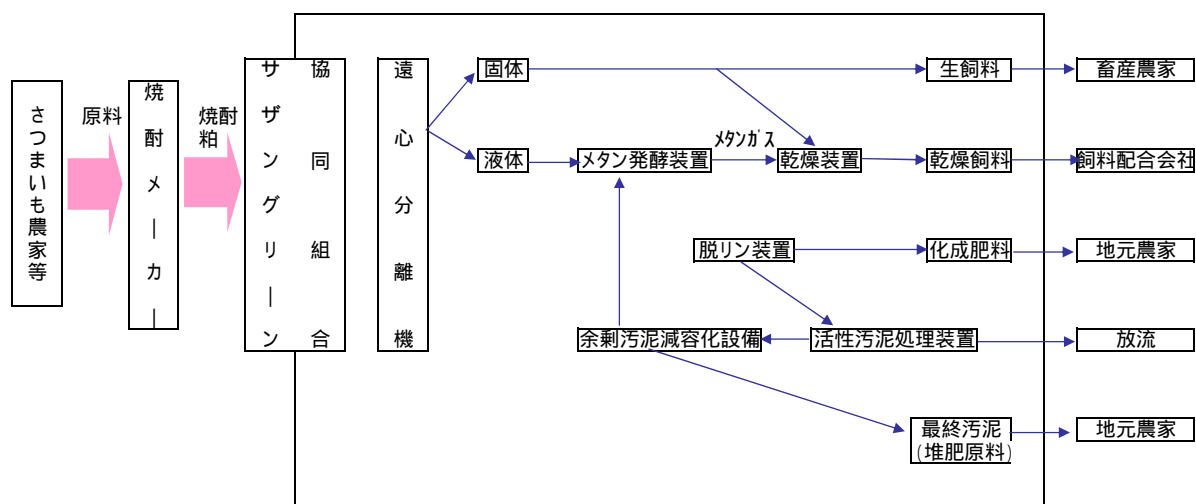 さつまいも農家等
原料
焼酎メーカー
焼酎
粕
協同組合
サザングリーン
遠心分離機
固体
生飼料
畜産農家
液体
メタン発酵装置
メタンガス
乾燥装置
乾燥飼料
飼料配合会社
脱リン装置
化成肥料
地元農家
余剰汚泥減容化設備
活性汚泥処理装置
放流
最終汚泥
(堆肥原料)
地元農家